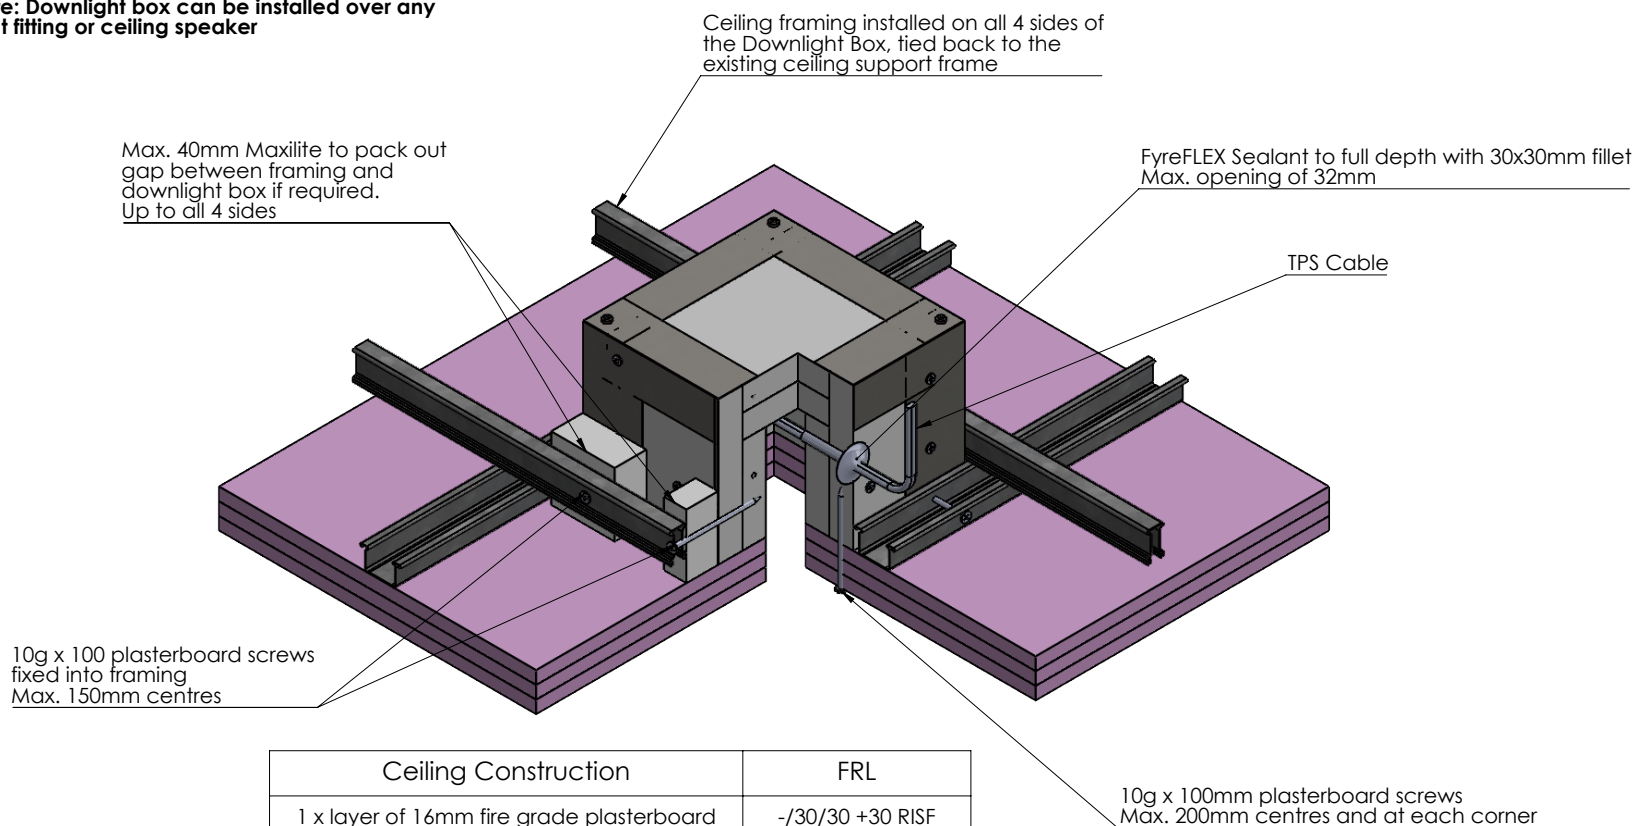 e: Downlight box can be installed over any
t fitting or ceiling speaker
Ceiling framing installed on all 4 sides of
the Downlight Box, tied back to the
existing ceiling support frame
Max. 40mm Maxilite to pack out
gap between framing and
downlight box if required.
Up to all 4 sides
FyreFLEX Sealant to full depth with 30x30mm fillet
Max. opening of 32mm
TPS Cable
10g x 100 plasterboard screws
fixed into framing
Max. 150mm centres
Ceiling Construction FRL
1 x layer of 16mm fire grade plasterboard -/30/30 +30 RISF
10g x 100mm plasterboard screws
Max. 200mm centres and at each corner